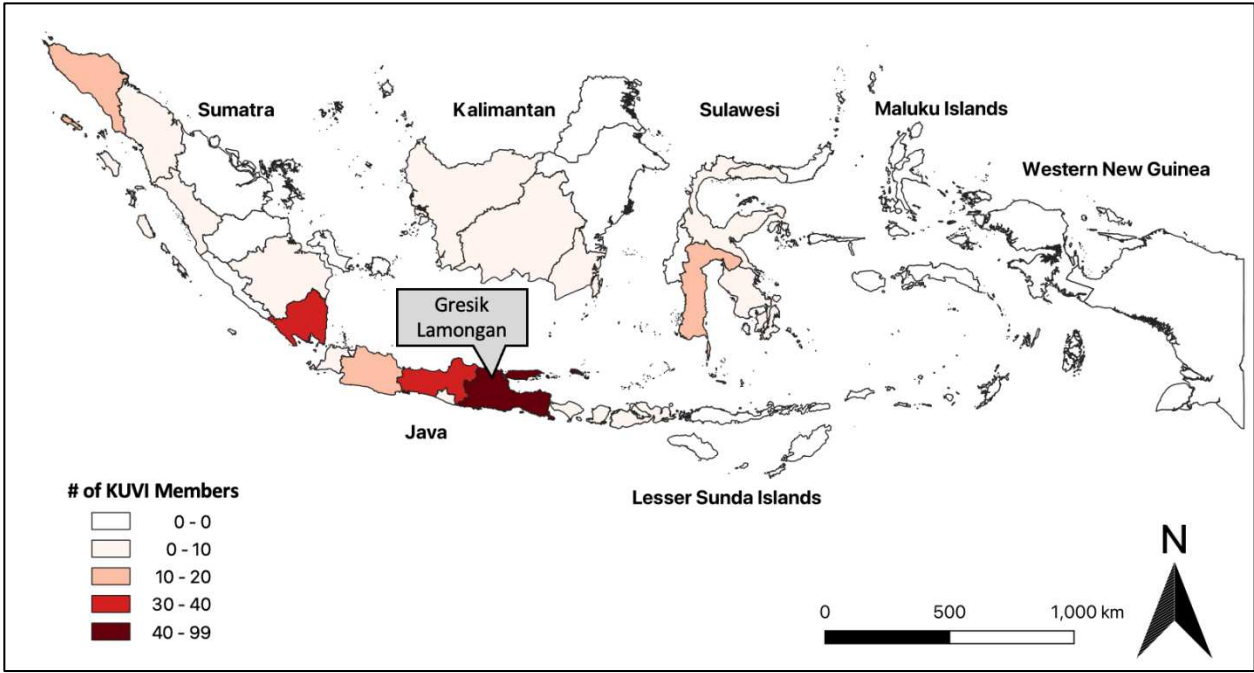 Sumatra
Kalimantan
Sulawesi
Maluku Islands
Western New Guinea
Gresik
Lamongan
Java
Lesser Sunda Islands
# of KUVI Members
0 - 0
0 - 10
10 - 20
30 - 40
40 - 99
N
0 500 1,000 km